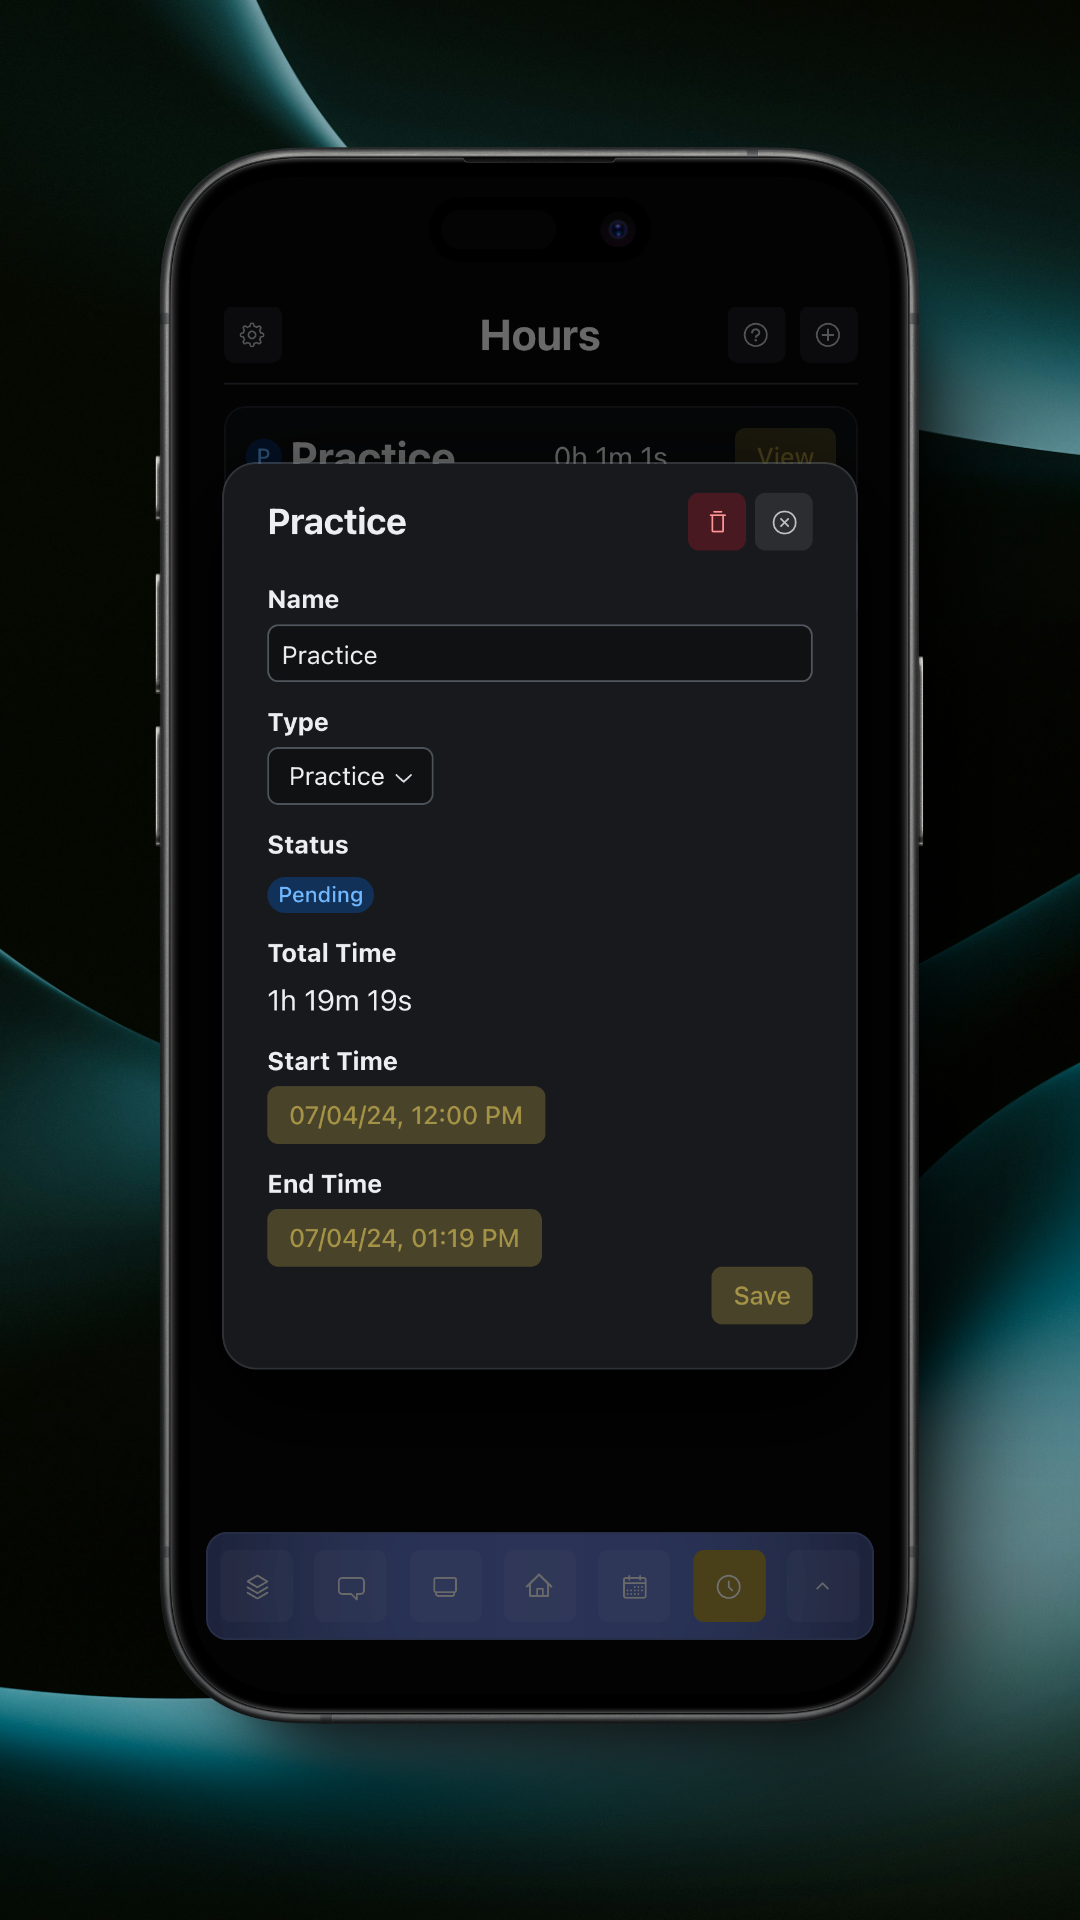 Hours
P Practice 0h 1m 1s View
Practice
Name
Practice
Type
Practice
Status
Pending
Total Time
1h 19m 19s
Start Time
07/04/24, 12:00 PM
End Time
07/04/24, 01:19 PM
Save